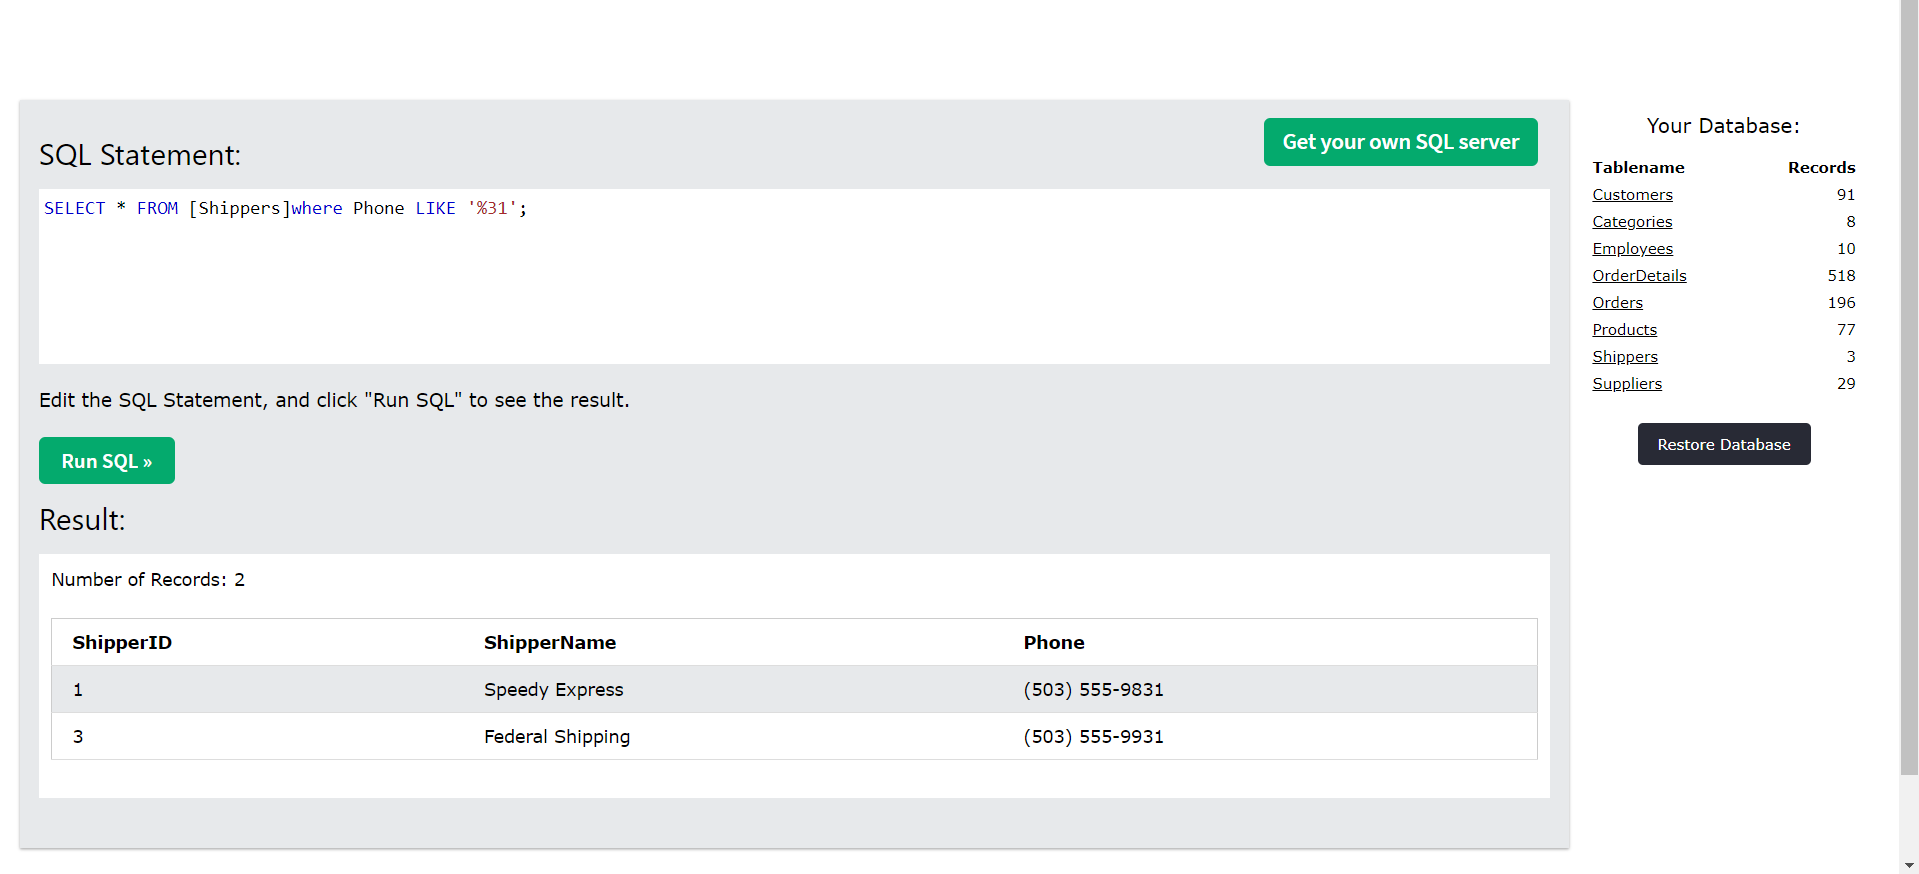 Get your own SQL server
SQL Statement:
SELECT * FROM [Shippers]where Phone LIKE '%31';
Edit the SQL Statement, and click "Run SQL" to see the result.
Run SQL »
Result:
Number of Records: 2
ShipperID ShipperName Phone
1 Speedy Express (503) 555-9831
3 Federal Shipping (503) 555-9931
Your Database:
Tablename Records
Customers 91
Categories 8
Employees 10
OrderDetails 518
Orders 196
Products 77
Shippers 3
Suppliers 29
Restore Database